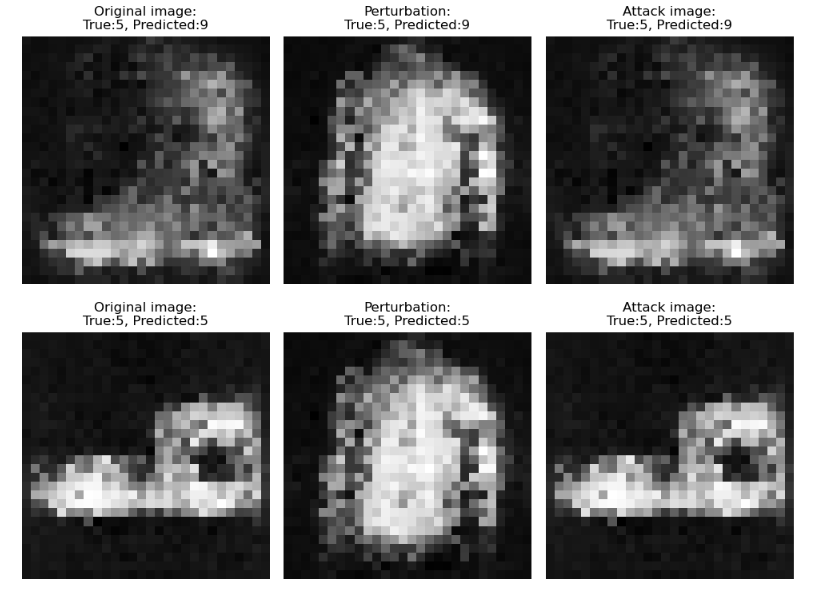 Original image:
True:5, Predicted:9
Perturbation:
True:5, Predicted:9
Attack image:
True:5, Predicted:9
Original image:
True:5, Predicted:5
Perturbation:
True:5, Predicted:5
Attack image:
True:5, Predicted:5